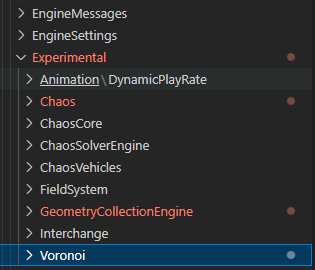 EngineMessages
EngineSettings
Experimental
Animation\DynamicPlayRate
Chaos
ChaosCore
ChaosSolverEngine
ChaosVehicles
FieldSystem
GeometryCollectionEngine
Interchange
Voronoi